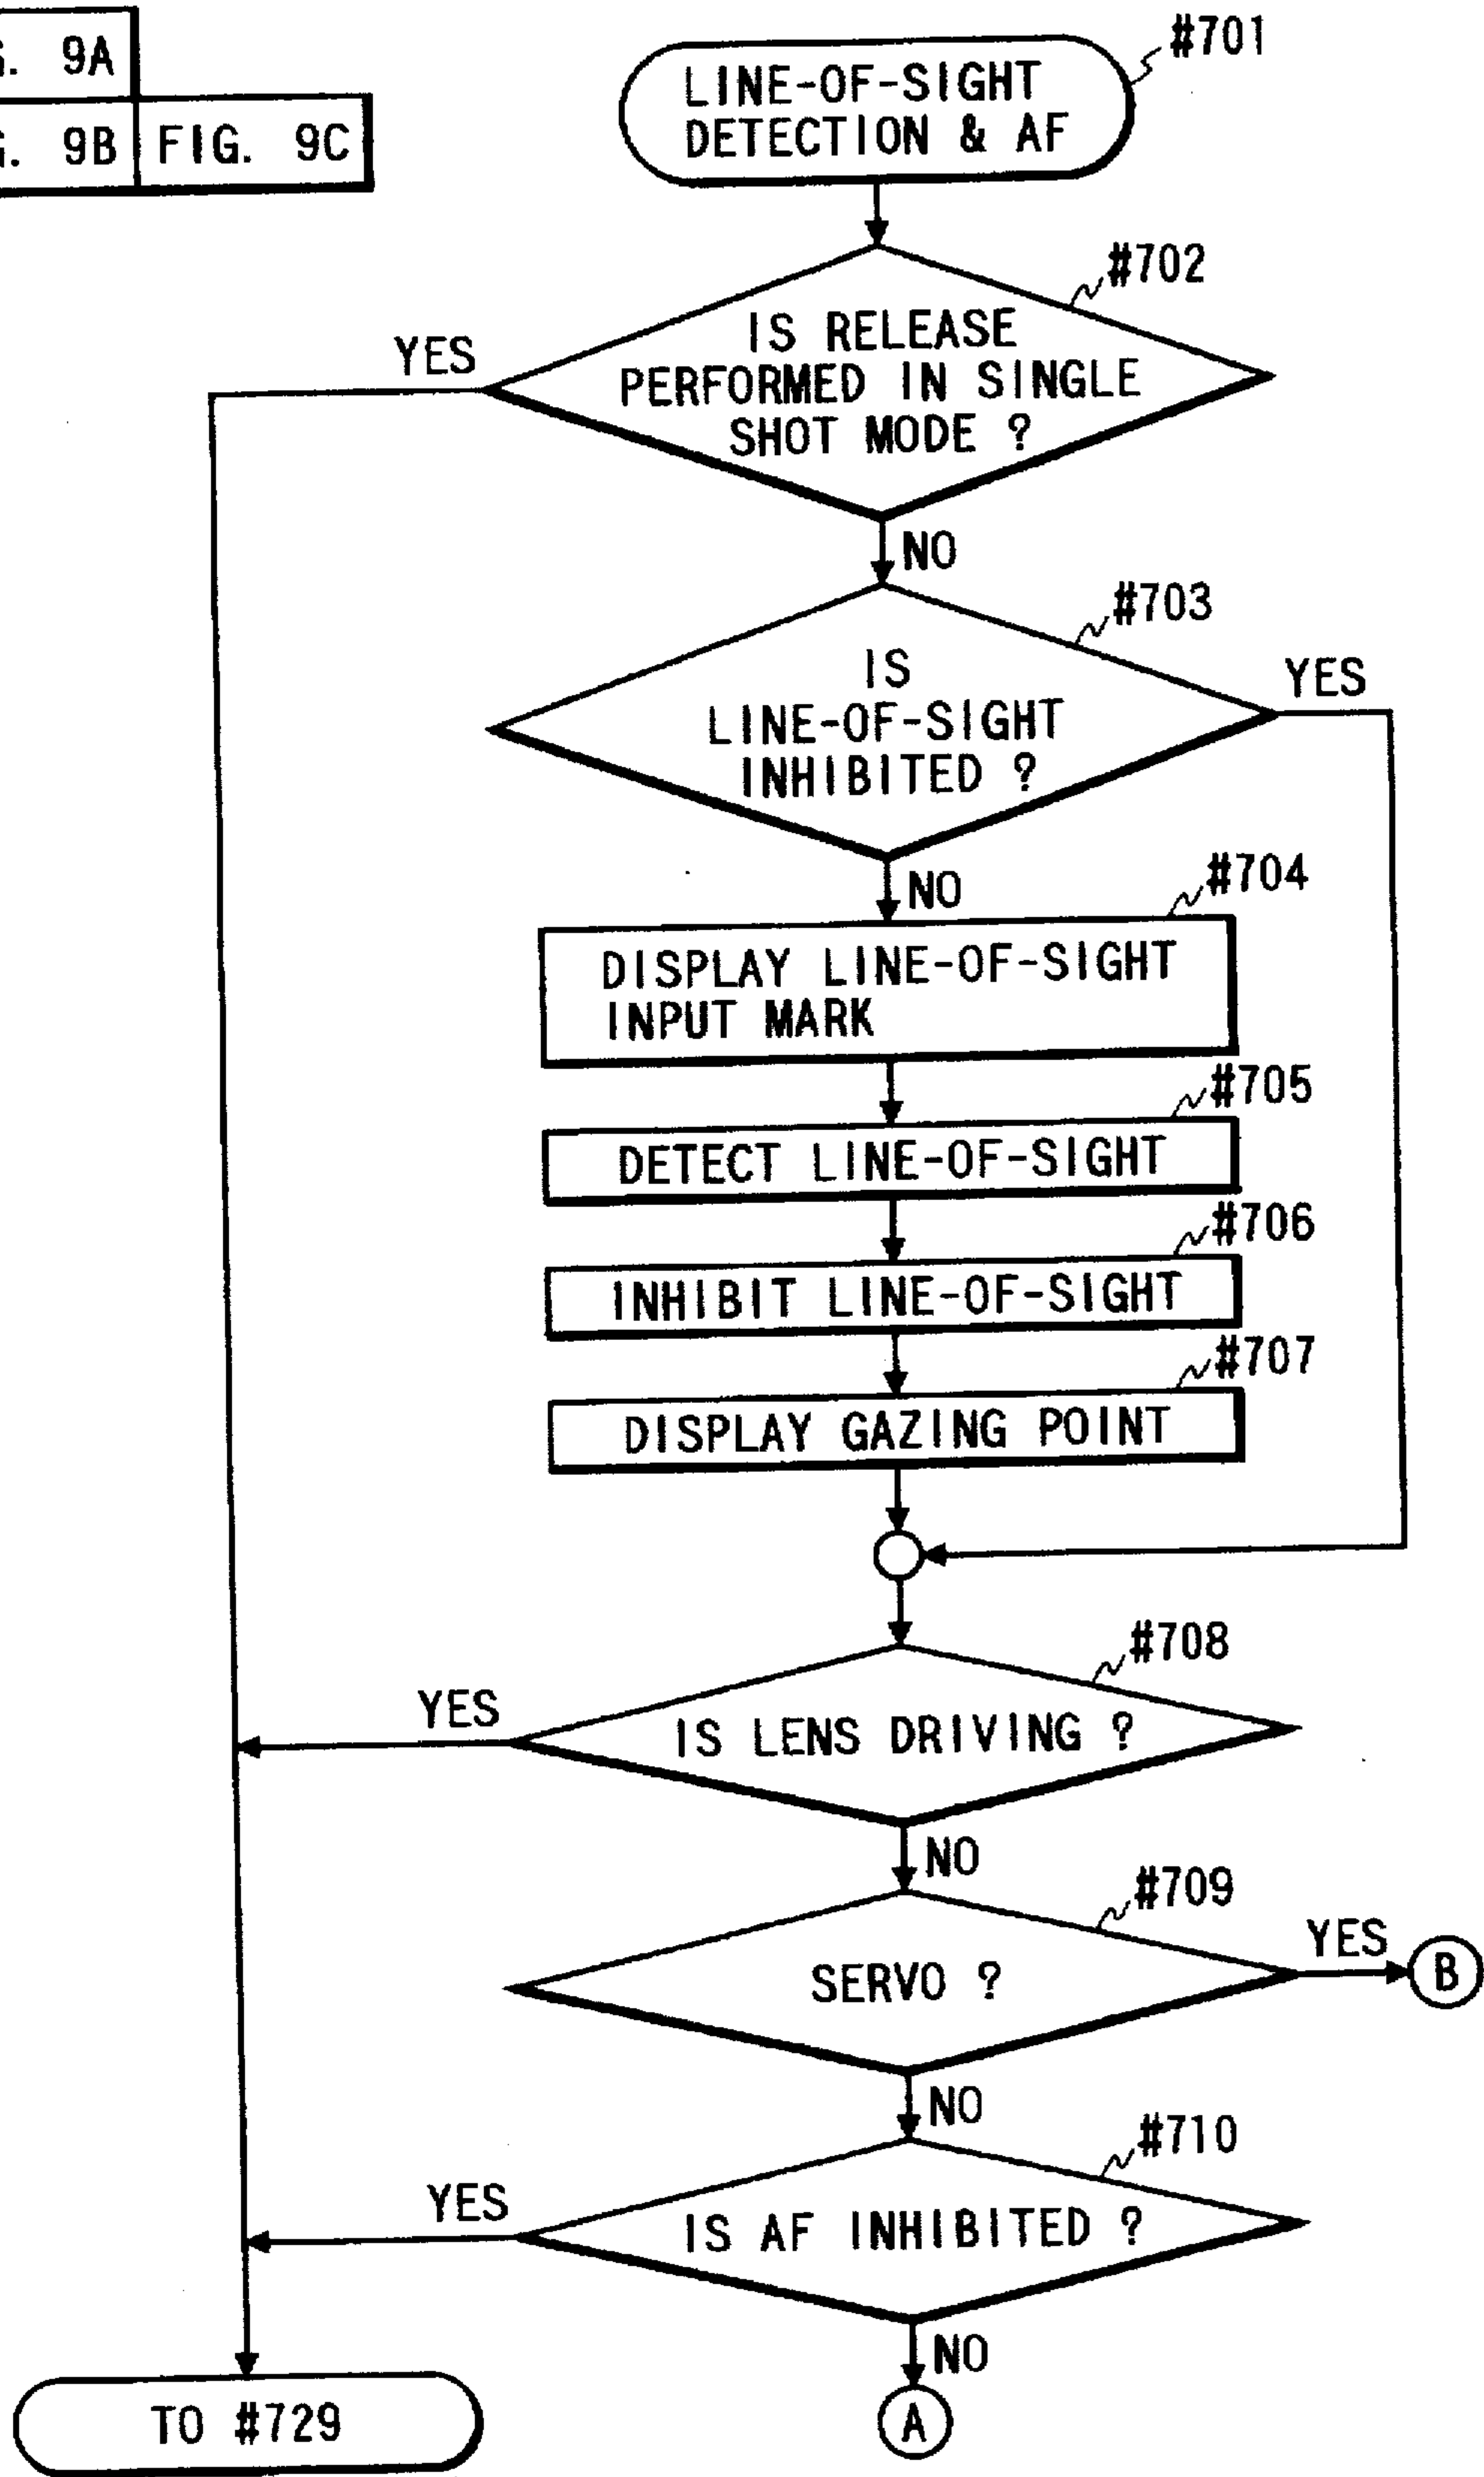 9A
9B FIG. 9C
#701
LINE-OF-SIGHT
DETECTION & AF
#702
IS RELEASE
PERFORMED IN SINGLE
SHOT MODE ?
YES
NO
#703
IS
LINE-OF-SIGHT
INHIBITED ?
YES
NO
#704
DISPLAY LINE-OF-SIGHT
INPUT MARK
#705
DETECT LINE-OF-SIGHT
#706
INHIBIT LINE-OF-SIGHT
#707
DISPLAY GAZING POINT
#708
IS LENS DRIVING ?
YES
NO
#709
SERVO ?
YES
B
NO
#710
IS AF INHIBITED ?
YES
NO
TO #729
A